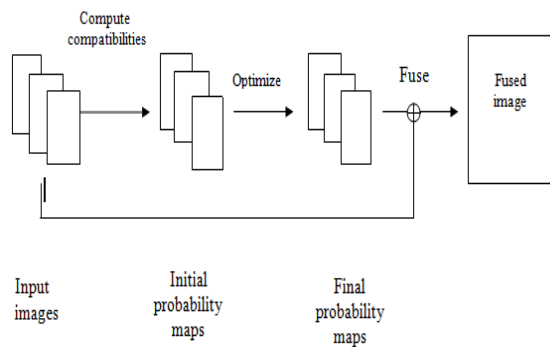 Compute
compatibilities
Optimize
Fuse
Fused
image
Input
images
Initial
probability
maps
Final
probability
maps